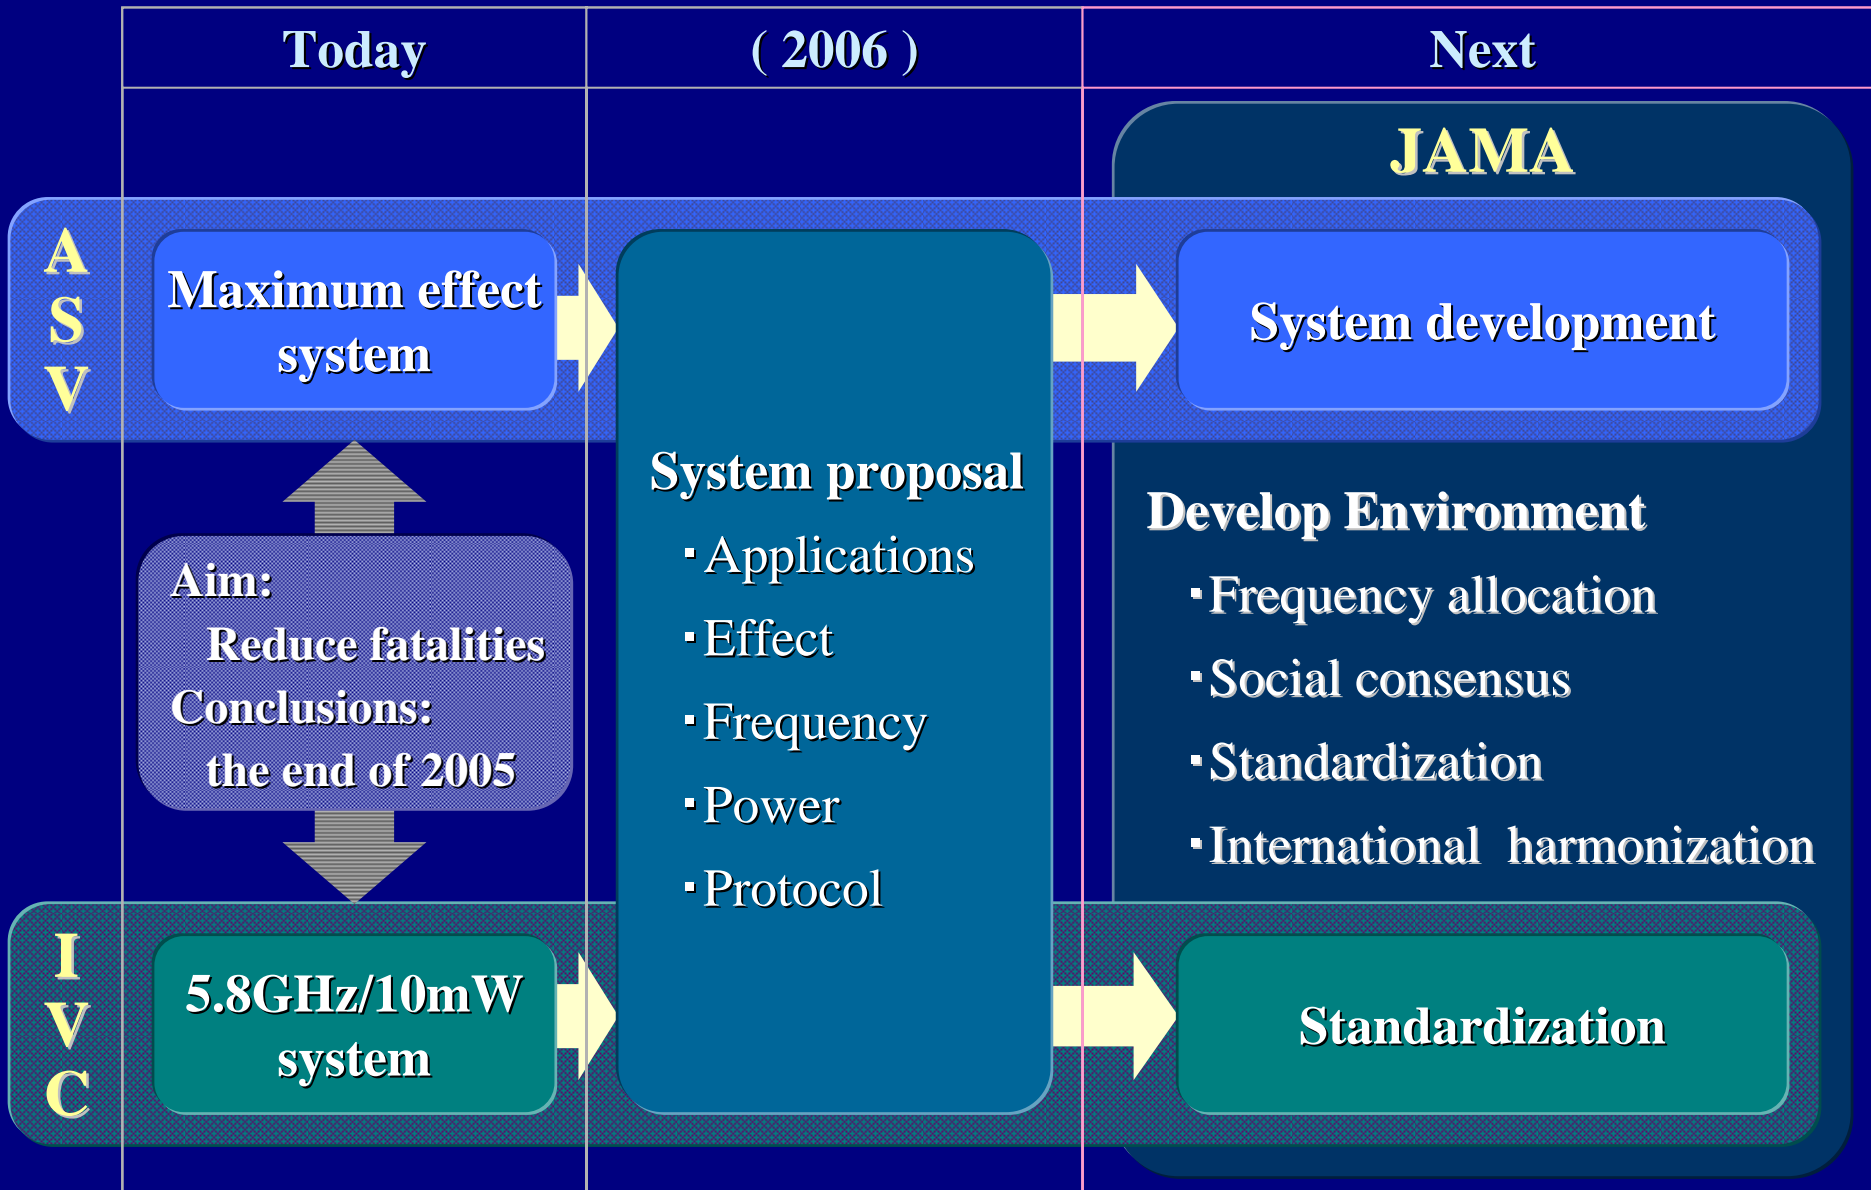 Today
( 2006 )
Next
JAMA
A
S
V
Maximum effect
system
System development
Aim:
Reduce fatalities
Conclusions:
the end of 2005
System proposal
・Applications
・Effect
・Frequency
・Power
・Protocol
Develop Environment
・Frequency allocation
・Social consensus
・Standardization
・International harmonization
I
V
C
5.8GHz/10mW
system
Standardization